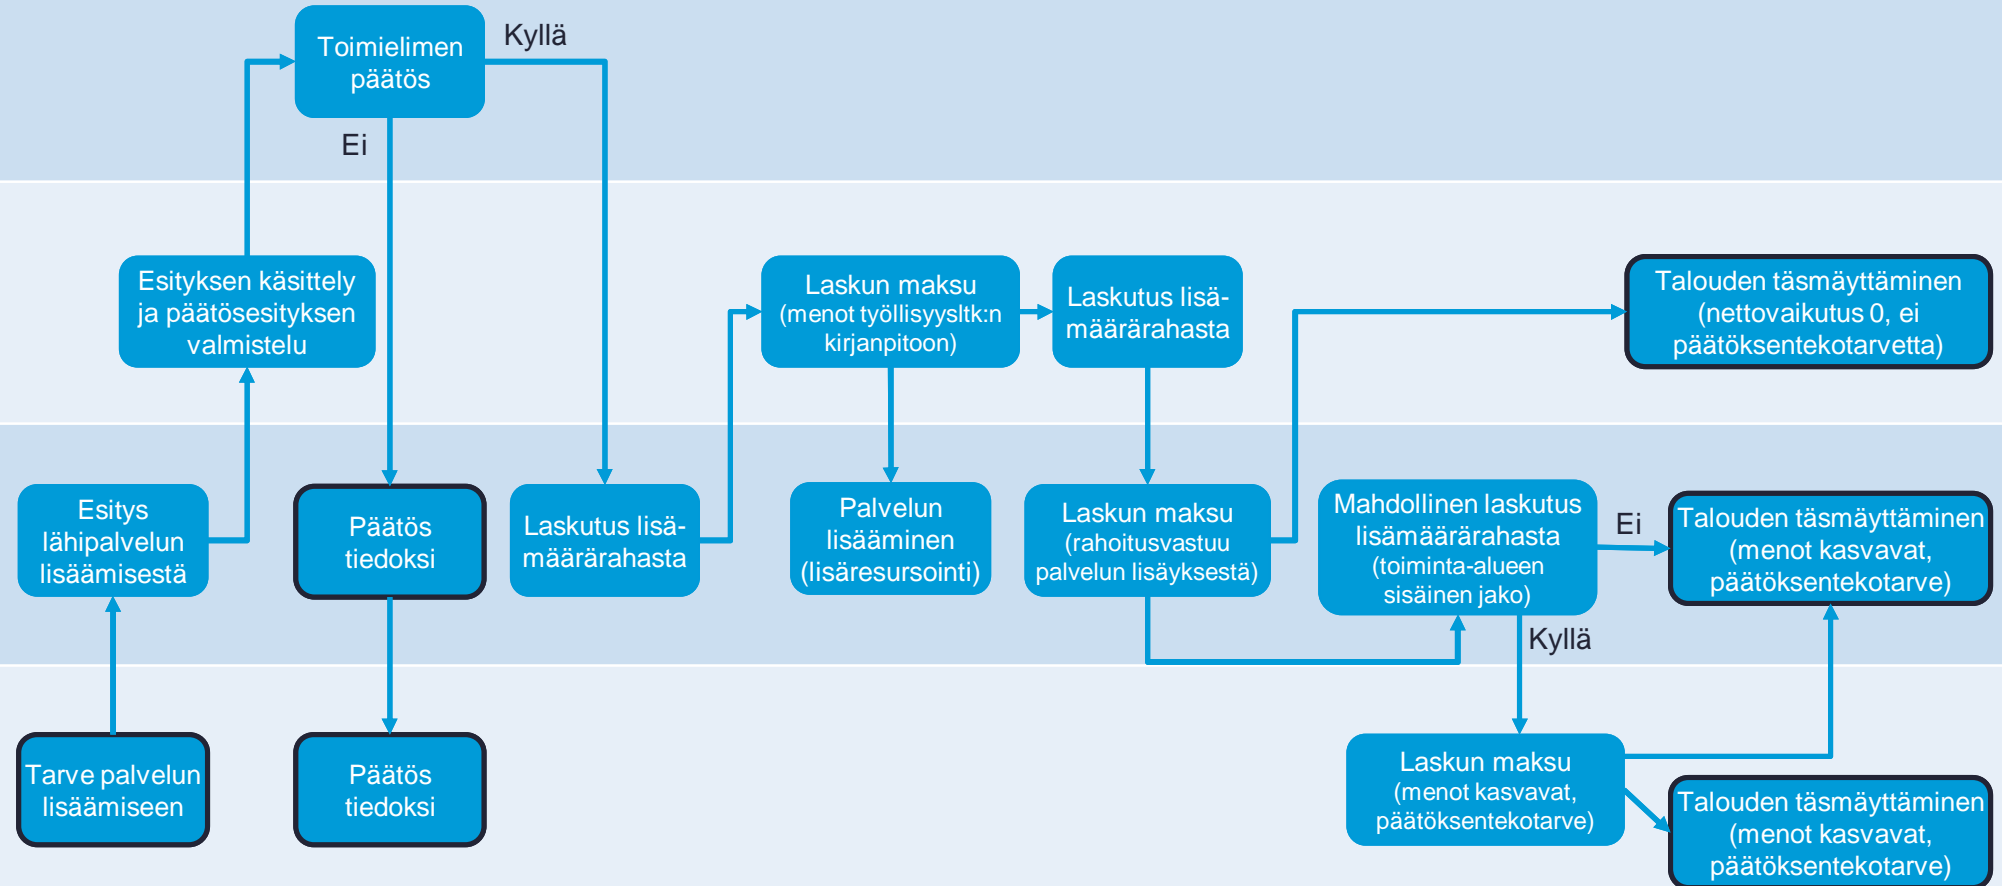 Toimielimen
päätös
Kyllä
Ei
Esityksen käsittely
ja päätösesityksen
valmistelu
Laskun maksu
(menot työllisyysltk:n
kirjanpitoon)
Laskutus lisä-
määrärahasta
Talouden täsmäyttäminen
(nettovaikutus 0, ei
päätöksentekotarvetta)
Esitys
lähipalvelun
lisäämisestä
Päätös
tiedoksi
Laskutus lisä-
määrärahasta
Palvelun
lisääminen
(lisäresursointi)
Laskun maksu
(rahoitusvastuu
palvelun lisäyksestä)
Mahdollinen laskutus
lisämäärärahasta
(toiminta-alueen
sisäinen jako)
Ei
Talouden täsmäyttäminen
(menot kasvavat,
päätöksentekotarve)
Kyllä
Tarve palvelun
lisäämiseen
Päätös
tiedoksi
Laskun maksu
(menot kasvavat,
päätöksentekotarve)
Talouden täsmäyttäminen
(menot kasvavat,
päätöksentekotarve)